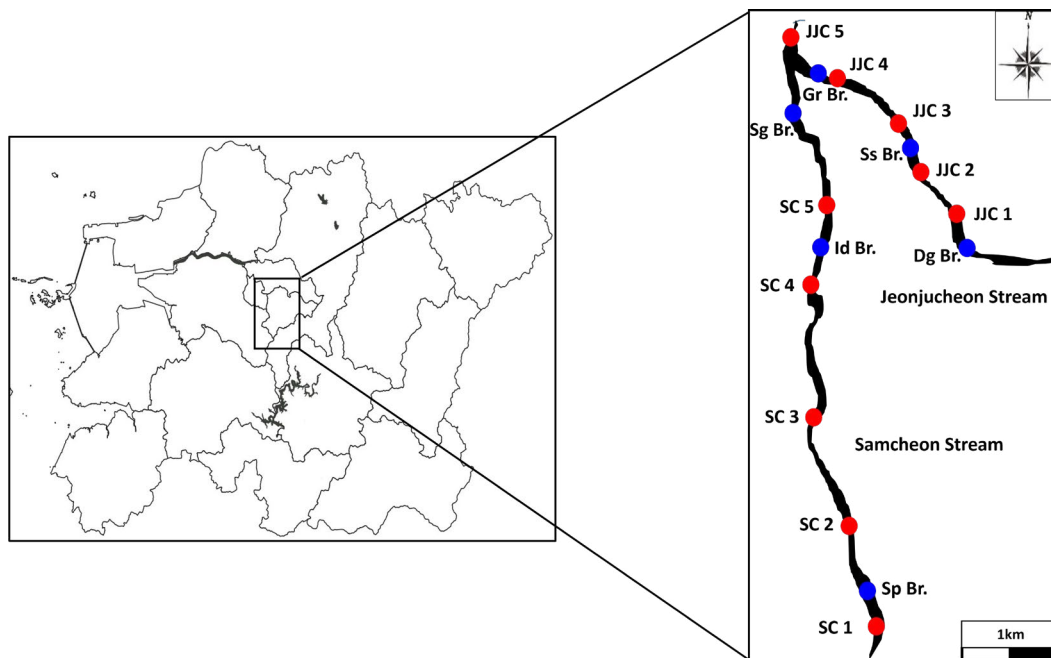 N
JJC 5
JJC 4
Gr Br.
JJC 3
Sg Br.
Ss Br.
JJC 2
SC 5
JJC 1
Id Br.
Dg Br.
SC 4
Jeonjucheon Stream
SC 3
Samcheon Stream
SC 2
Sp Br.
SC 1
1km